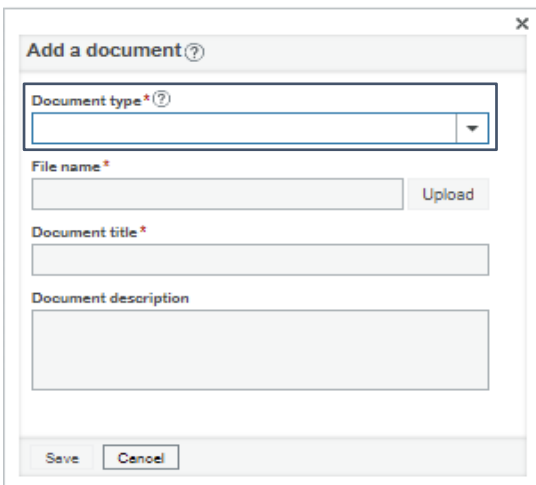 Add a document ?
Document type * ?
File name *
Upload
Document title *
Document description
Save Cancel